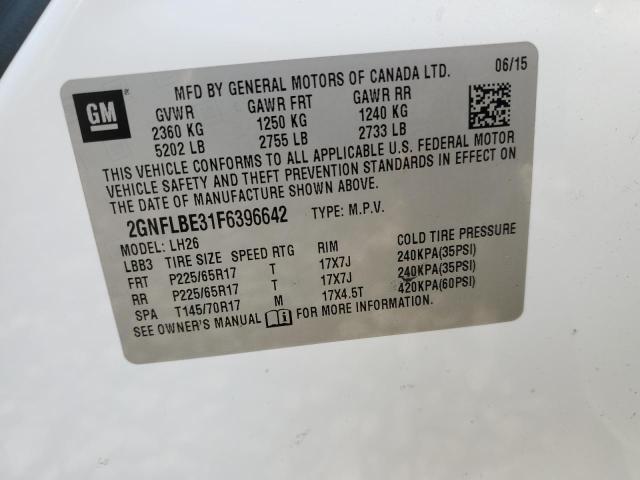 GM
MFD BY GENERAL MOTORS OF CANADA LTD. 06/15
GVWR GAWR FRT GAWR RR
2360 KG 1250 KG 1240 KG
5202 LB 2755 LB 2733 LB
THIS VEHICLE CONFORMS TO ALL APPLICABLE U.S. FEDERAL MOTOR
VEHICLE SAFETY AND THEFT PREVENTION STANDARDS IN EFFECT ON
THE DATE OF MANUFACTURE SHOWN ABOVE.
2GNFLBE31F6396642 TYPE: M.P.V.
MODEL: LH26
LBB3 TIRE SIZE SPEED RTG RIM COLD TIRE PRESSURE
FRT P225/65R17 T 17X7J 240KPA(35PSI)
RR P225/65R17 T 17X7J 240KPA(35PSI)
SPA T145/70R17 M 17X4.5T 420KPA(60PSI)
SEE OWNER'S MANUAL FOR MORE INFORMATION.